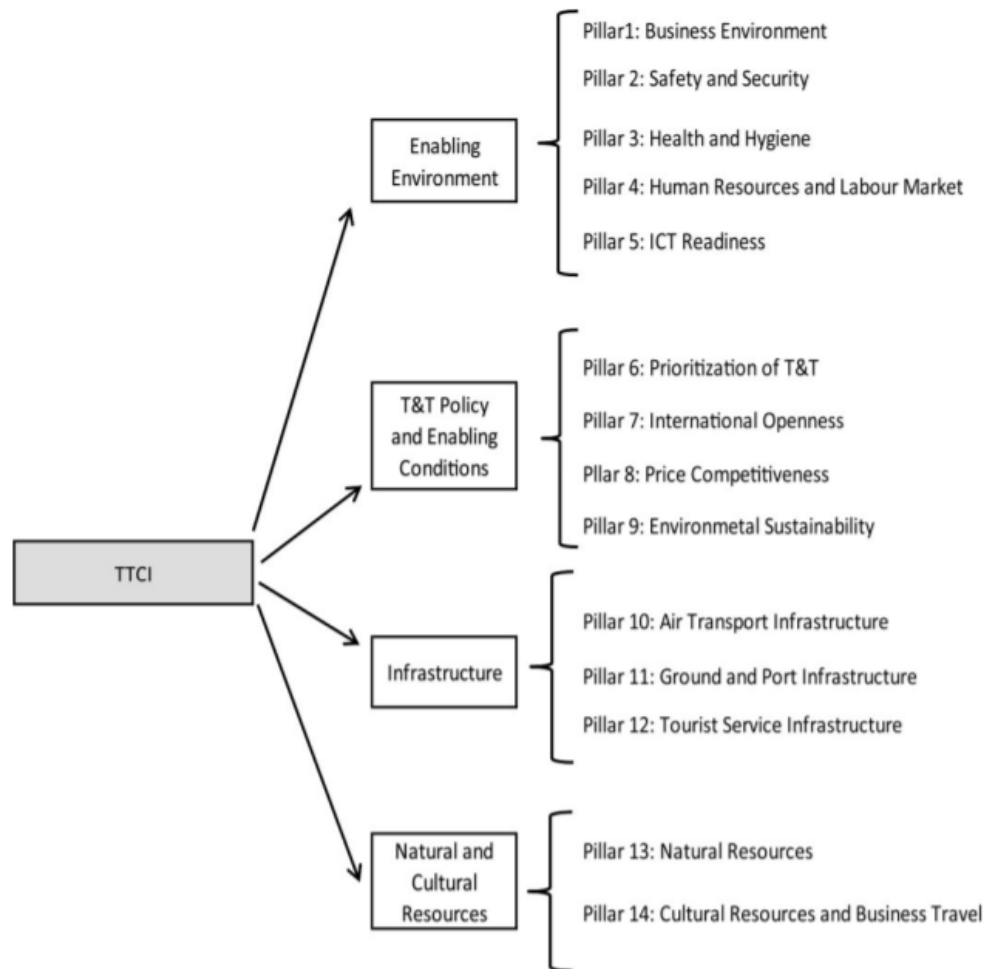 TTCI
Enabling
Environment
Pillar1: Business Environment
Pillar 2: Safety and Security
Pillar 3: Health and Hygiene
Pillar 4: Human Resources and Labour Market
Pillar 5: ICT Readiness
T&T Policy
and Enabling
Conditions
Pillar 6: Prioritization of T&T
Pillar 7: International Openness
Pllar 8: Price Competitiveness
Pillar 9: Environmetal Sustainability
Infrastructure
Pillar 10: Air Transport Infrastructure
Pillar 11: Ground and Port Infrastructure
Pillar 12: Tourist Service Infrastructure
Natural and
Cultural
Resources
Pillar 13: Natural Resources
Pillar 14: Cultural Resources and Business Travel